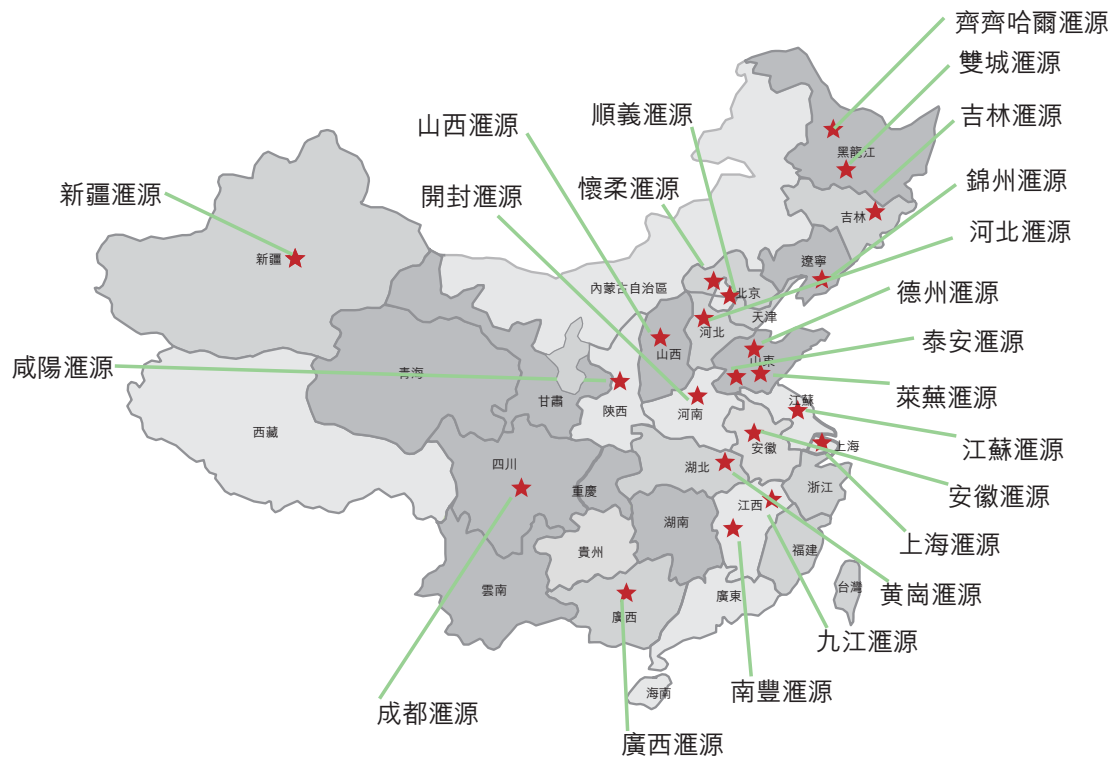 齊齊哈爾滙源
雙城滙源
順義滙源
吉林滙源
山西滙源
黑龍江
懷柔滙源
錦州滙源
新疆滙源
開封滙源
吉林
河北滙源
新疆
遼寧
內蒙古自治區
北京
德州滙源
天津
河北
泰安滙源
山西
山東
咸陽滙源
青海
甘肅
陝西
河南
江蘇
萊蕪滙源
西藏
安徽
上海
江蘇滙源
四川
重慶
湖北
浙江
安徽滙源
江西
湖南
上海滙源
貴州
福建
雲南
廣東
台灣
黄崗滙源
廣西
九江滙源
海南
南豐滙源
成都滙源
廣西滙源